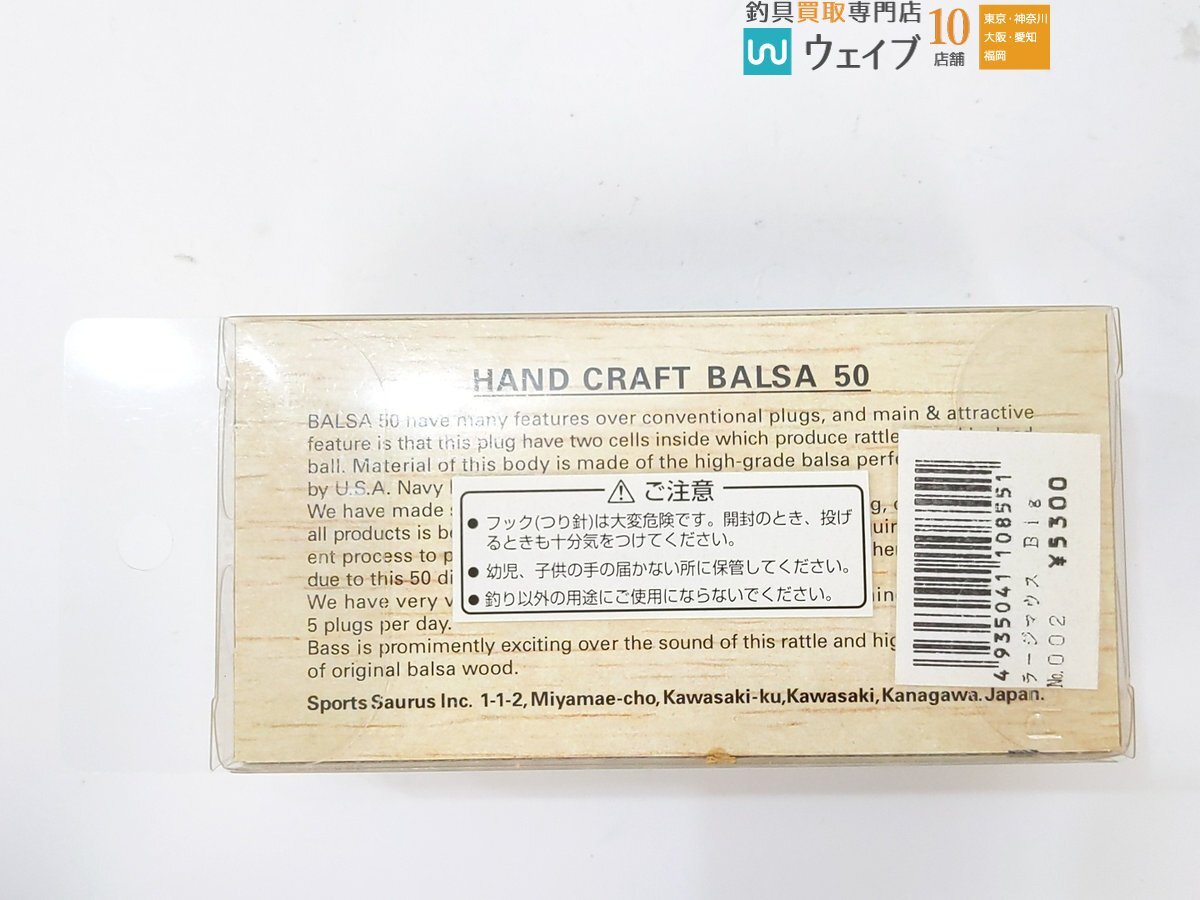 釣具買取専門店
ウェイブ
10
店舗
東京・神奈川
大阪・愛知
福岡
HAND CRAFT BALSA 50
BALSA 50 have many features over conventional plugs, and main & attractive
feature is that this plug have two cells inside which produce rattle
ball. Material of this body is made of the high-grade balsa
by U.S.A. Navy
We have made
all products is
ent process to
due to this 50
We have very
5 plugs per day.
Bass is promimently exciting over the sound of this rattle and
of original balsa wood.
Sports Saurus Inc. 1-1-2, Miyamae-cho, Kawasaki-ku, Kawasaki, Kanagawa. Japan.
⚠ ご注意
● フック(つり針)は大変危険です。開封のとき、投げ
るときも十分気をつけてください。
● 幼児、子供の手の届かない所に保管してください。
● 釣り以外の用途にご使用にならないでください。
4935041108551
ラージマウス Big
№002 ¥5300